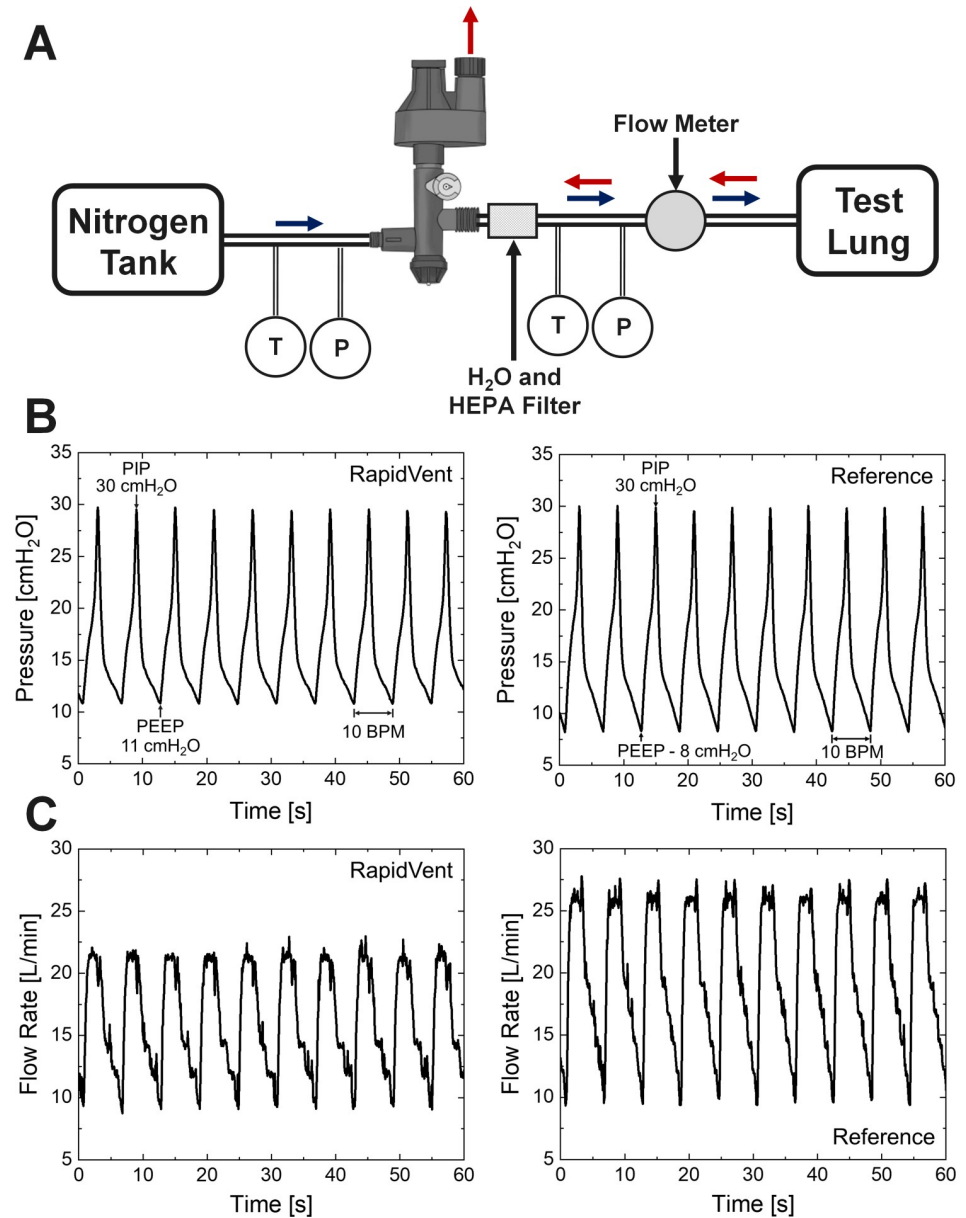 A
Flow Meter
Nitrogen
Tank
Test
Lung
T
P
T
P
H₂O and
HEPA Filter
B
35
30
25
20
15
10
5
Pressure [cmH₂O]
PIP
30 cmH₂O
RapidVent
PEEP
11 cmH₂O
10 BPM
0 10 20 30 40 50 60
Time [s]
35
30
25
20
15
10
5
Pressure [cmH₂O]
PIP
30 cmH₂O
Reference
PEEP - 8 cmH₂O
10 BPM
0 10 20 30 40 50 60
Time [s]
C
30
25
20
15
10
5
Flow Rate [L/min]
RapidVent
0 10 20 30 40 50 60
Time [s]
30
25
20
15
10
5
Flow Rate [L/min]
Reference
0 10 20 30 40 50 60
Time [s]